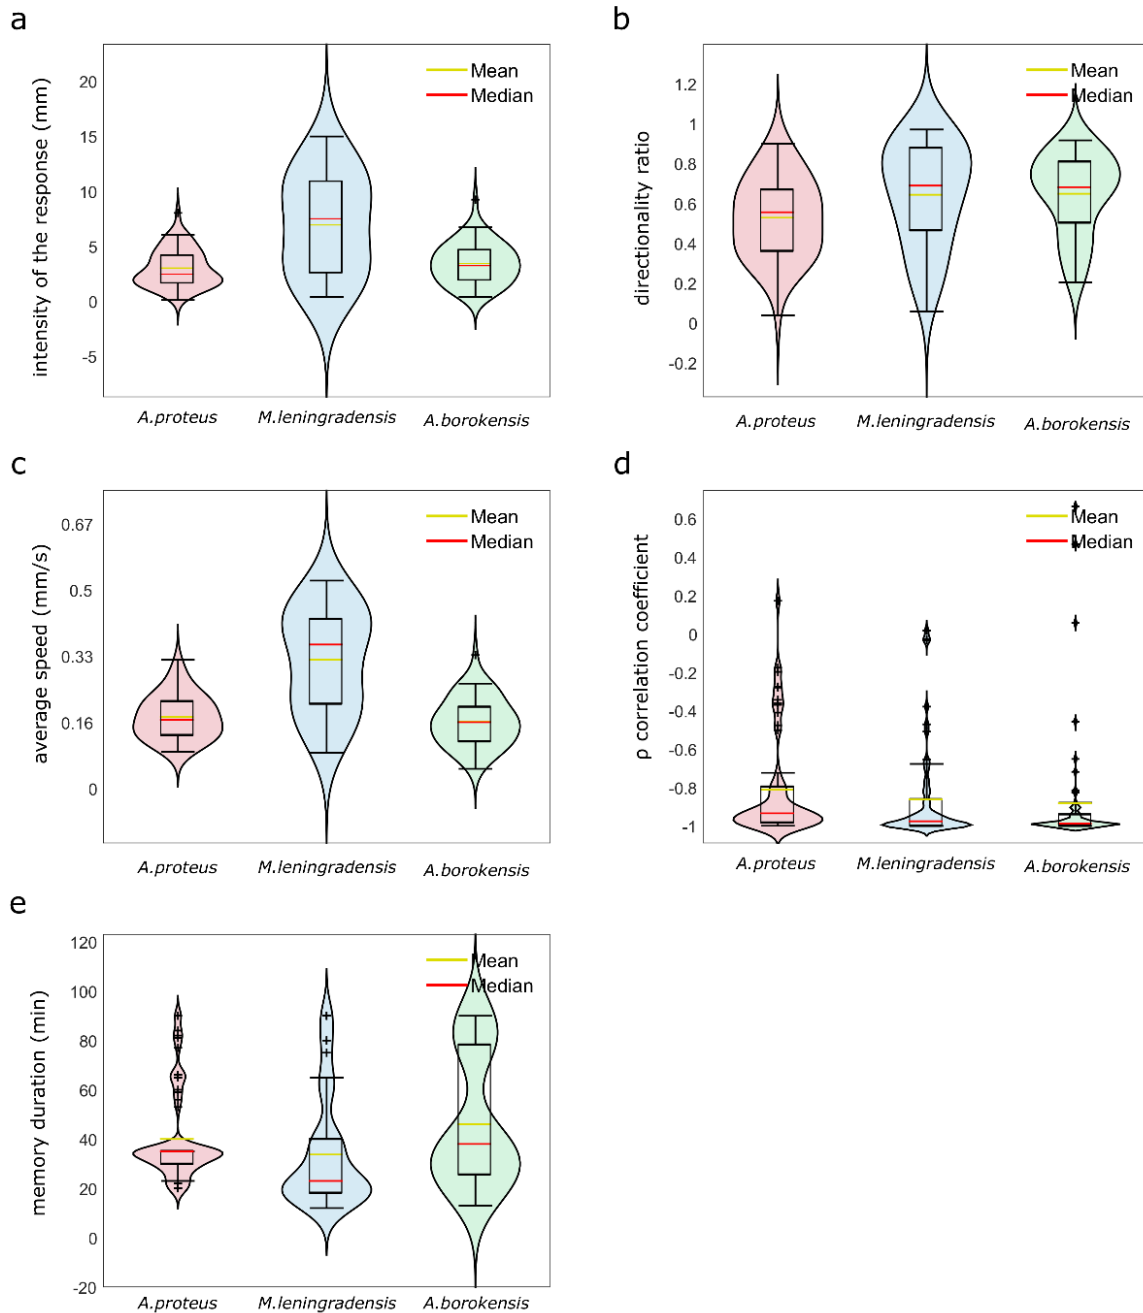 a
intensity of the response (mm)
20
15
10
5
0
-5
Mean
Median
A.proteus
M.leningradensis
A.borokensis
b
directionality ratio
1.2
1
0.8
0.6
0.4
0.2
0
-0.2
Mean
Median
A.proteus
M.leningradensis
A.borokensis
c
average speed (mm/s)
0.67
0.5
0.33
0.16
0
Mean
Median
A.proteus
M.leningradensis
A.borokensis
d
ρ correlation coefficient
0.6
0.4
0.2
0
-0.2
-0.4
-0.6
-0.8
-1
Mean
Median
A.proteus
M.leningradensis
A.borokensis
e
memory duration (min)
120
100
80
60
40
20
0
-20
Mean
Median
A.proteus
M.leningradensis
A.borokensis